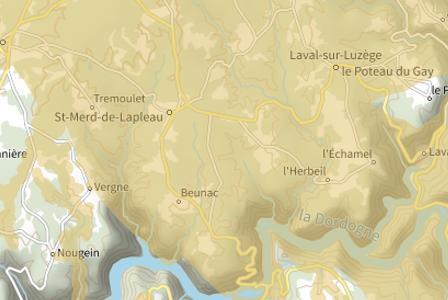 Laval-sur-Luzège
le Poteau du Gay
Tremoulet
St-Merd-de-Lapleau
l'Échamel
l'Herbeil
Vergne
Beunac
la Dordogne
Nougein